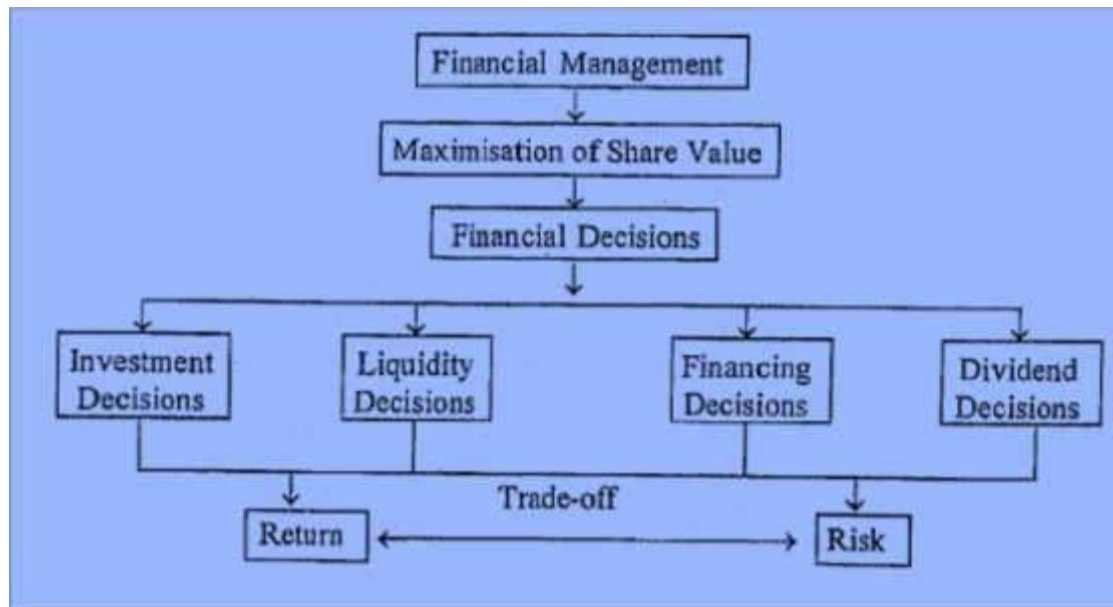 Financial Management
Maximisation of Share Value
Financial Decisions
Investment
Decisions
Liquidity
Decisions
Financing
Decisions
Dividend
Decisions
Trade-off
Return
Risk